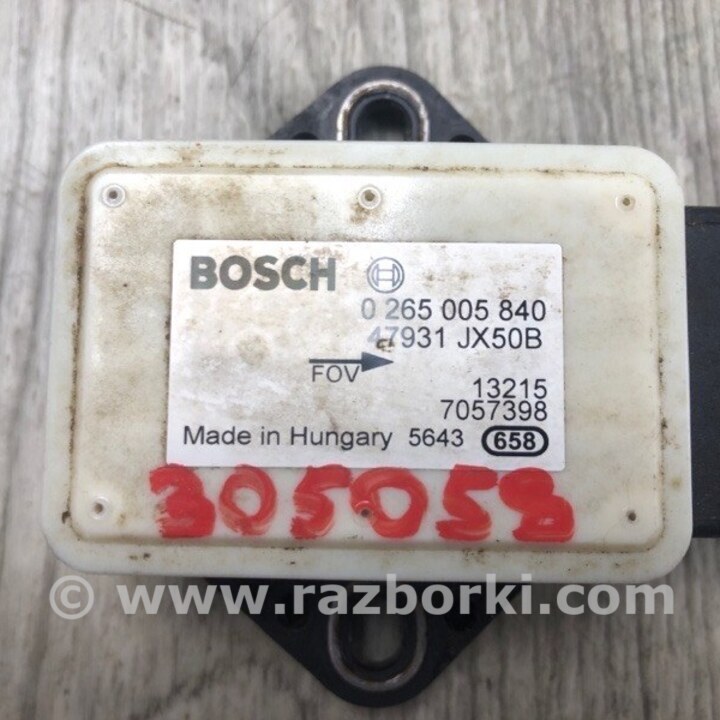 BOSCH
0 265 005 840
47931 JX50B
FOV
13215
7057398
Made in Hungary 5643 658
305058
© www.razborki.com